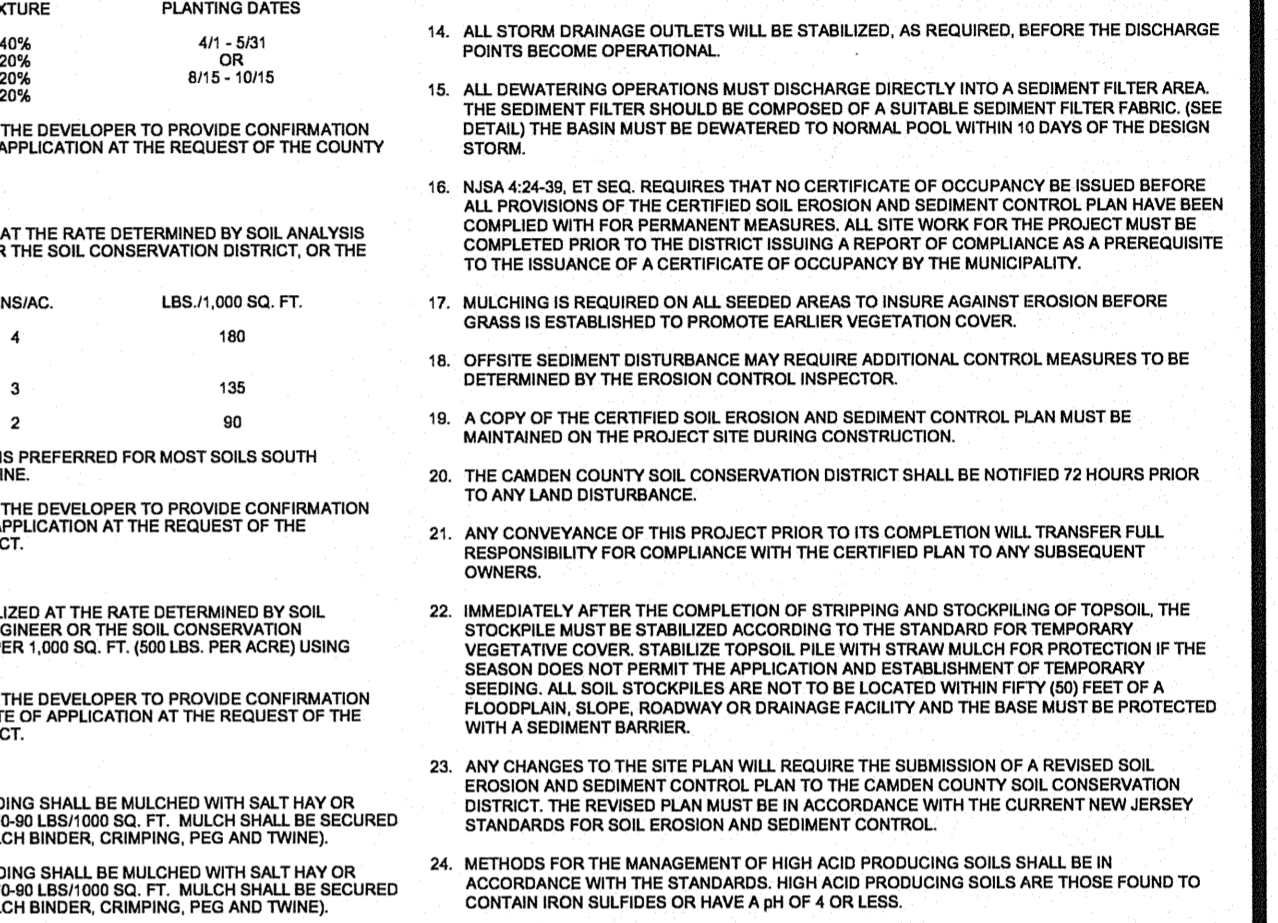 XTURE PLANTING DATES
40% 4/1 - 5/31
20% OR
20% 8/15 - 10/15
20%
THE DEVELOPER TO PROVIDE CONFIRMATION
APPLICATION AT THE REQUEST OF THE COUNTY
AT THE RATE DETERMINED BY SOIL ANALYSIS
R THE SOIL CONSERVATION DISTRICT, OR THE
NS/AC. LBS./1,000 SQ. FT.
4 180
3 135
2 90
IS PREFERRED FOR MOST SOILS SOUTH
INE.
THE DEVELOPER TO PROVIDE CONFIRMATION
APPLICATION AT THE REQUEST OF THE
CT.
LIZED AT THE RATE DETERMINED BY SOIL
GINEER OR THE SOIL CONSERVATION
PER 1,000 SQ. FT. (500 LBS. PER ACRE) USING
THE DEVELOPER TO PROVIDE CONFIRMATION
TE OF APPLICATION AT THE REQUEST OF THE
CT.
DING SHALL BE MULCHED WITH SALT HAY OR
0-90 LBS/1000 SQ. FT. MULCH SHALL BE SECURED
LCH BINDER, CRIMPING, PEG AND TWINE).
DING SHALL BE MULCHED WITH SALT HAY OR
0-90 LBS/1000 SQ. FT. MULCH SHALL BE SECURED
LCH BINDER, CRIMPING, PEG AND TWINE).
14. ALL STORM DRAINAGE OUTLETS WILL BE STABILIZED, AS REQUIRED, BEFORE THE DISCHARGE
POINTS BECOME OPERATIONAL.
15. ALL DEWATERING OPERATIONS MUST DISCHARGE DIRECTLY INTO A SEDIMENT FILTER AREA.
THE SEDIMENT FILTER SHOULD BE COMPOSED OF A SUITABLE SEDIMENT FILTER FABRIC. (SEE
DETAIL) THE BASIN MUST BE DEWATERED TO NORMAL POOL WITHIN 10 DAYS OF THE DESIGN
STORM.
16. NJSA 4:24-39, ET SEQ. REQUIRES THAT NO CERTIFICATE OF OCCUPANCY BE ISSUED BEFORE
ALL PROVISIONS OF THE CERTIFIED SOIL EROSION AND SEDIMENT CONTROL PLAN HAVE BEEN
COMPLIED WITH FOR PERMANENT MEASURES. ALL SITE WORK FOR THE PROJECT MUST BE
COMPLETED PRIOR TO THE DISTRICT ISSUING A REPORT OF COMPLIANCE AS A PREREQUISITE
TO THE ISSUANCE OF A CERTIFICATE OF OCCUPANCY BY THE MUNICIPALITY.
17. MULCHING IS REQUIRED ON ALL SEEDED AREAS TO INSURE AGAINST EROSION BEFORE
GRASS IS ESTABLISHED TO PROMOTE EARLIER VEGETATION COVER.
18. OFFSITE SEDIMENT DISTURBANCE MAY REQUIRE ADDITIONAL CONTROL MEASURES TO BE
DETERMINED BY THE EROSION CONTROL INSPECTOR.
19. A COPY OF THE CERTIFIED SOIL EROSION AND SEDIMENT CONTROL PLAN MUST BE
MAINTAINED ON THE PROJECT SITE DURING CONSTRUCTION.
20. THE CAMDEN COUNTY SOIL CONSERVATION DISTRICT SHALL BE NOTIFIED 72 HOURS PRIOR
TO ANY LAND DISTURBANCE.
21. ANY CONVEYANCE OF THIS PROJECT PRIOR TO ITS COMPLETION WILL TRANSFER FULL
RESPONSIBILITY FOR COMPLIANCE WITH THE CERTIFIED PLAN TO ANY SUBSEQUENT
OWNERS.
22. IMMEDIATELY AFTER THE COMPLETION OF STRIPPING AND STOCKPILING OF TOPSOIL, THE
STOCKPILE MUST BE STABILIZED ACCORDING TO THE STANDARD FOR TEMPORARY
VEGETATIVE COVER. STABILIZE TOPSOIL PILE WITH STRAW MULCH FOR PROTECTION IF THE
SEASON DOES NOT PERMIT THE APPLICATION AND ESTABLISHMENT OF TEMPORARY
SEEDING. ALL SOIL STOCKPILES ARE NOT TO BE LOCATED WITHIN FIFTY (50) FEET OF A
FLOODPLAIN, SLOPE, ROADWAY OR DRAINAGE FACILITY AND THE BASE MUST BE PROTECTED
WITH A SEDIMENT BARRIER.
23. ANY CHANGES TO THE SITE PLAN WILL REQUIRE THE SUBMISSION OF A REVISED SOIL
EROSION AND SEDIMENT CONTROL PLAN TO THE CAMDEN COUNTY SOIL CONSERVATION
DISTRICT. THE REVISED PLAN MUST BE IN ACCORDANCE WITH THE CURRENT NEW JERSEY
STANDARDS FOR SOIL EROSION AND SEDIMENT CONTROL.
24. METHODS FOR THE MANAGEMENT OF HIGH ACID PRODUCING SOILS SHALL BE IN
ACCORDANCE WITH THE STANDARDS. HIGH ACID PRODUCING SOILS ARE THOSE FOUND TO
CONTAIN IRON SULFIDES OR HAVE A pH OF 4 OR LESS.